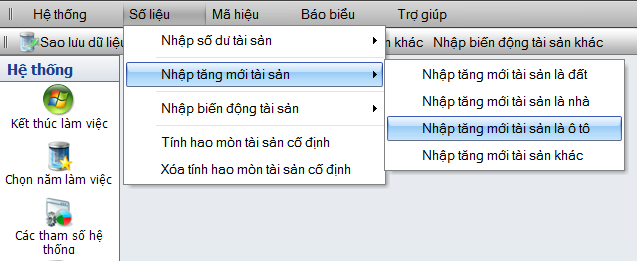 Hệ thống Số liệu Mã hiệu Báo biểu Trợ giúp
Sao lưu dữ liệu
n khác Nhập biến động tài sản khác
Hệ thống
Kết thúc làm việc
Chọn năm làm việc
Các tham số hệ
thống
Nhập số dư tài sản
Nhập tăng mới tài sản
Nhập biến động tài sản
Tính hao mòn tài sản cố định
Xóa tính hao mòn tài sản cố định
Nhập tăng mới tài sản là đất
Nhập tăng mới tài sản là nhà
Nhập tăng mới tài sản là ô tô
Nhập tăng mới tài sản khác